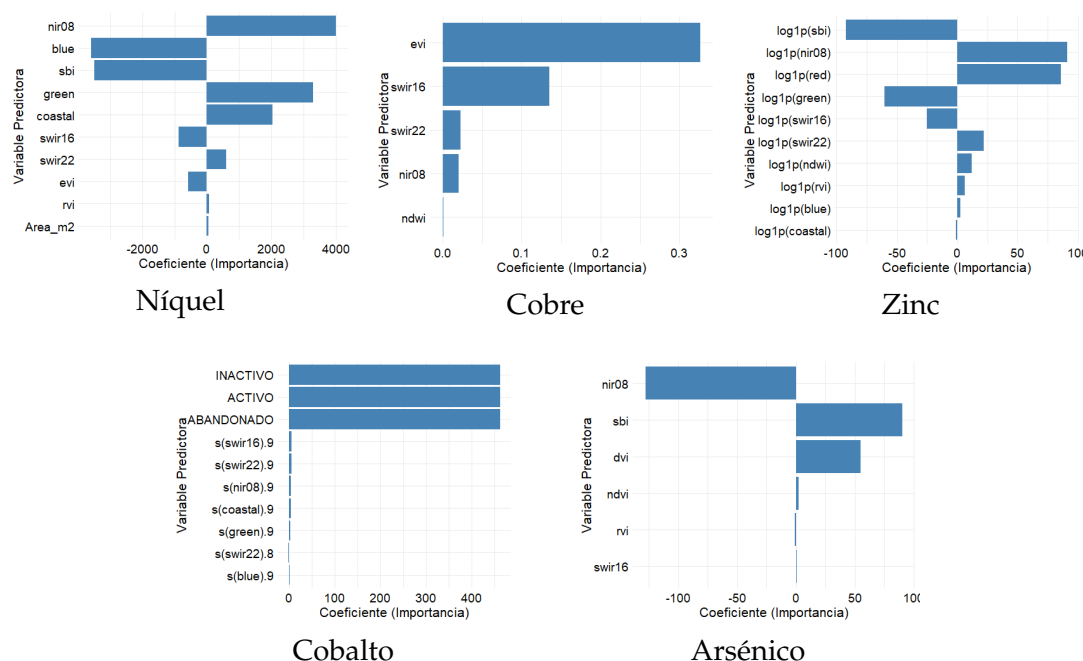 Variable Predictora
nir08
blue
sbi
green
coastal
swir16
swir22
evi
rvi
Area_m2
-2000 0 2000 4000
Coeficiente (Importancia)
Níquel
Variable Predictora
evi
swir16
swir22
nir08
ndwi
0.0 0.1 0.2 0.3
Coeficiente (Importancia)
Cobre
Variable Predictora
log1p(sbi)
log1p(nir08)
log1p(red)
log1p(green)
log1p(swir16)
log1p(swir22)
log1p(ndwi)
log1p(rvi)
log1p(blue)
log1p(coastal)
-100 -50 0 50 100
Coeficiente (Importancia)
Zinc
Variable Predictora
INACTIVO
ACTIVO
ABANDONADO
s(swir16).9
s(swir22).9
s(nir08).9
s(coastal).9
s(green).9
s(swir22).8
s(blue).9
0 100 200 300 400
Coeficiente (Importancia)
Cobalto
Variable Predictora
nir08
sbi
dvi
ndvi
rvi
swir16
-100 -50 0 50 100
Coeficiente (Importancia)
Arsénico